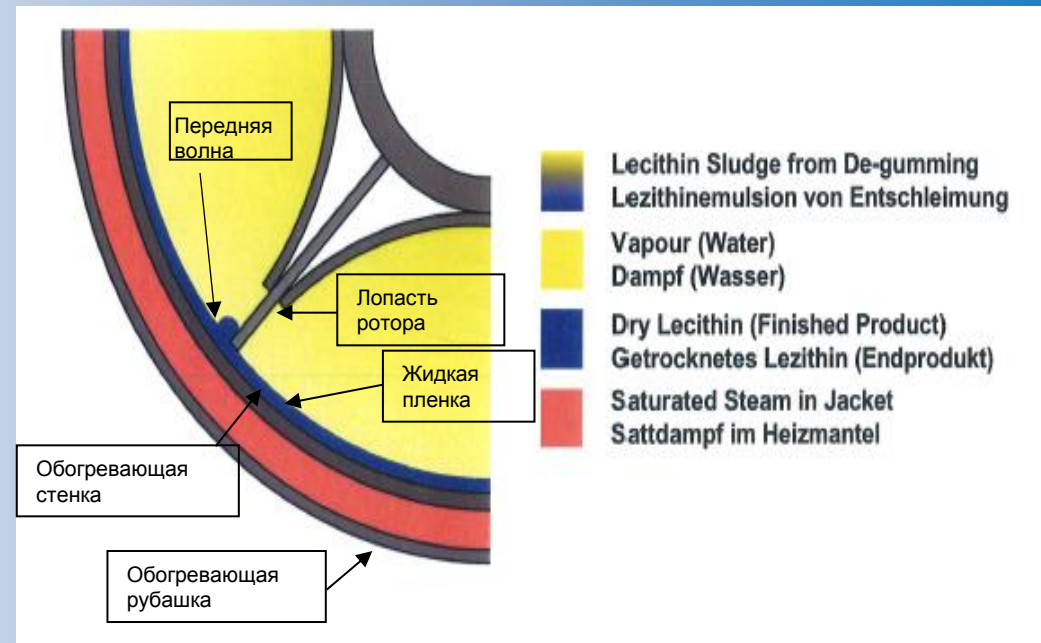 Передняя
волна
Лопасть
ротора
Жидкая
пленка
Обогревающая
стенка
Обогревающая
рубашка
Lecithin Sludge from De-gumming
Lezithinemulsion von Entschleimung
Vapour (Water)
Dampf (Wasser)
Dry Lecithin (Finished Product)
Getrocknetes Lezithin (Endprodukt)
Saturated Steam in Jacket
Sattdampf im Heizmantel